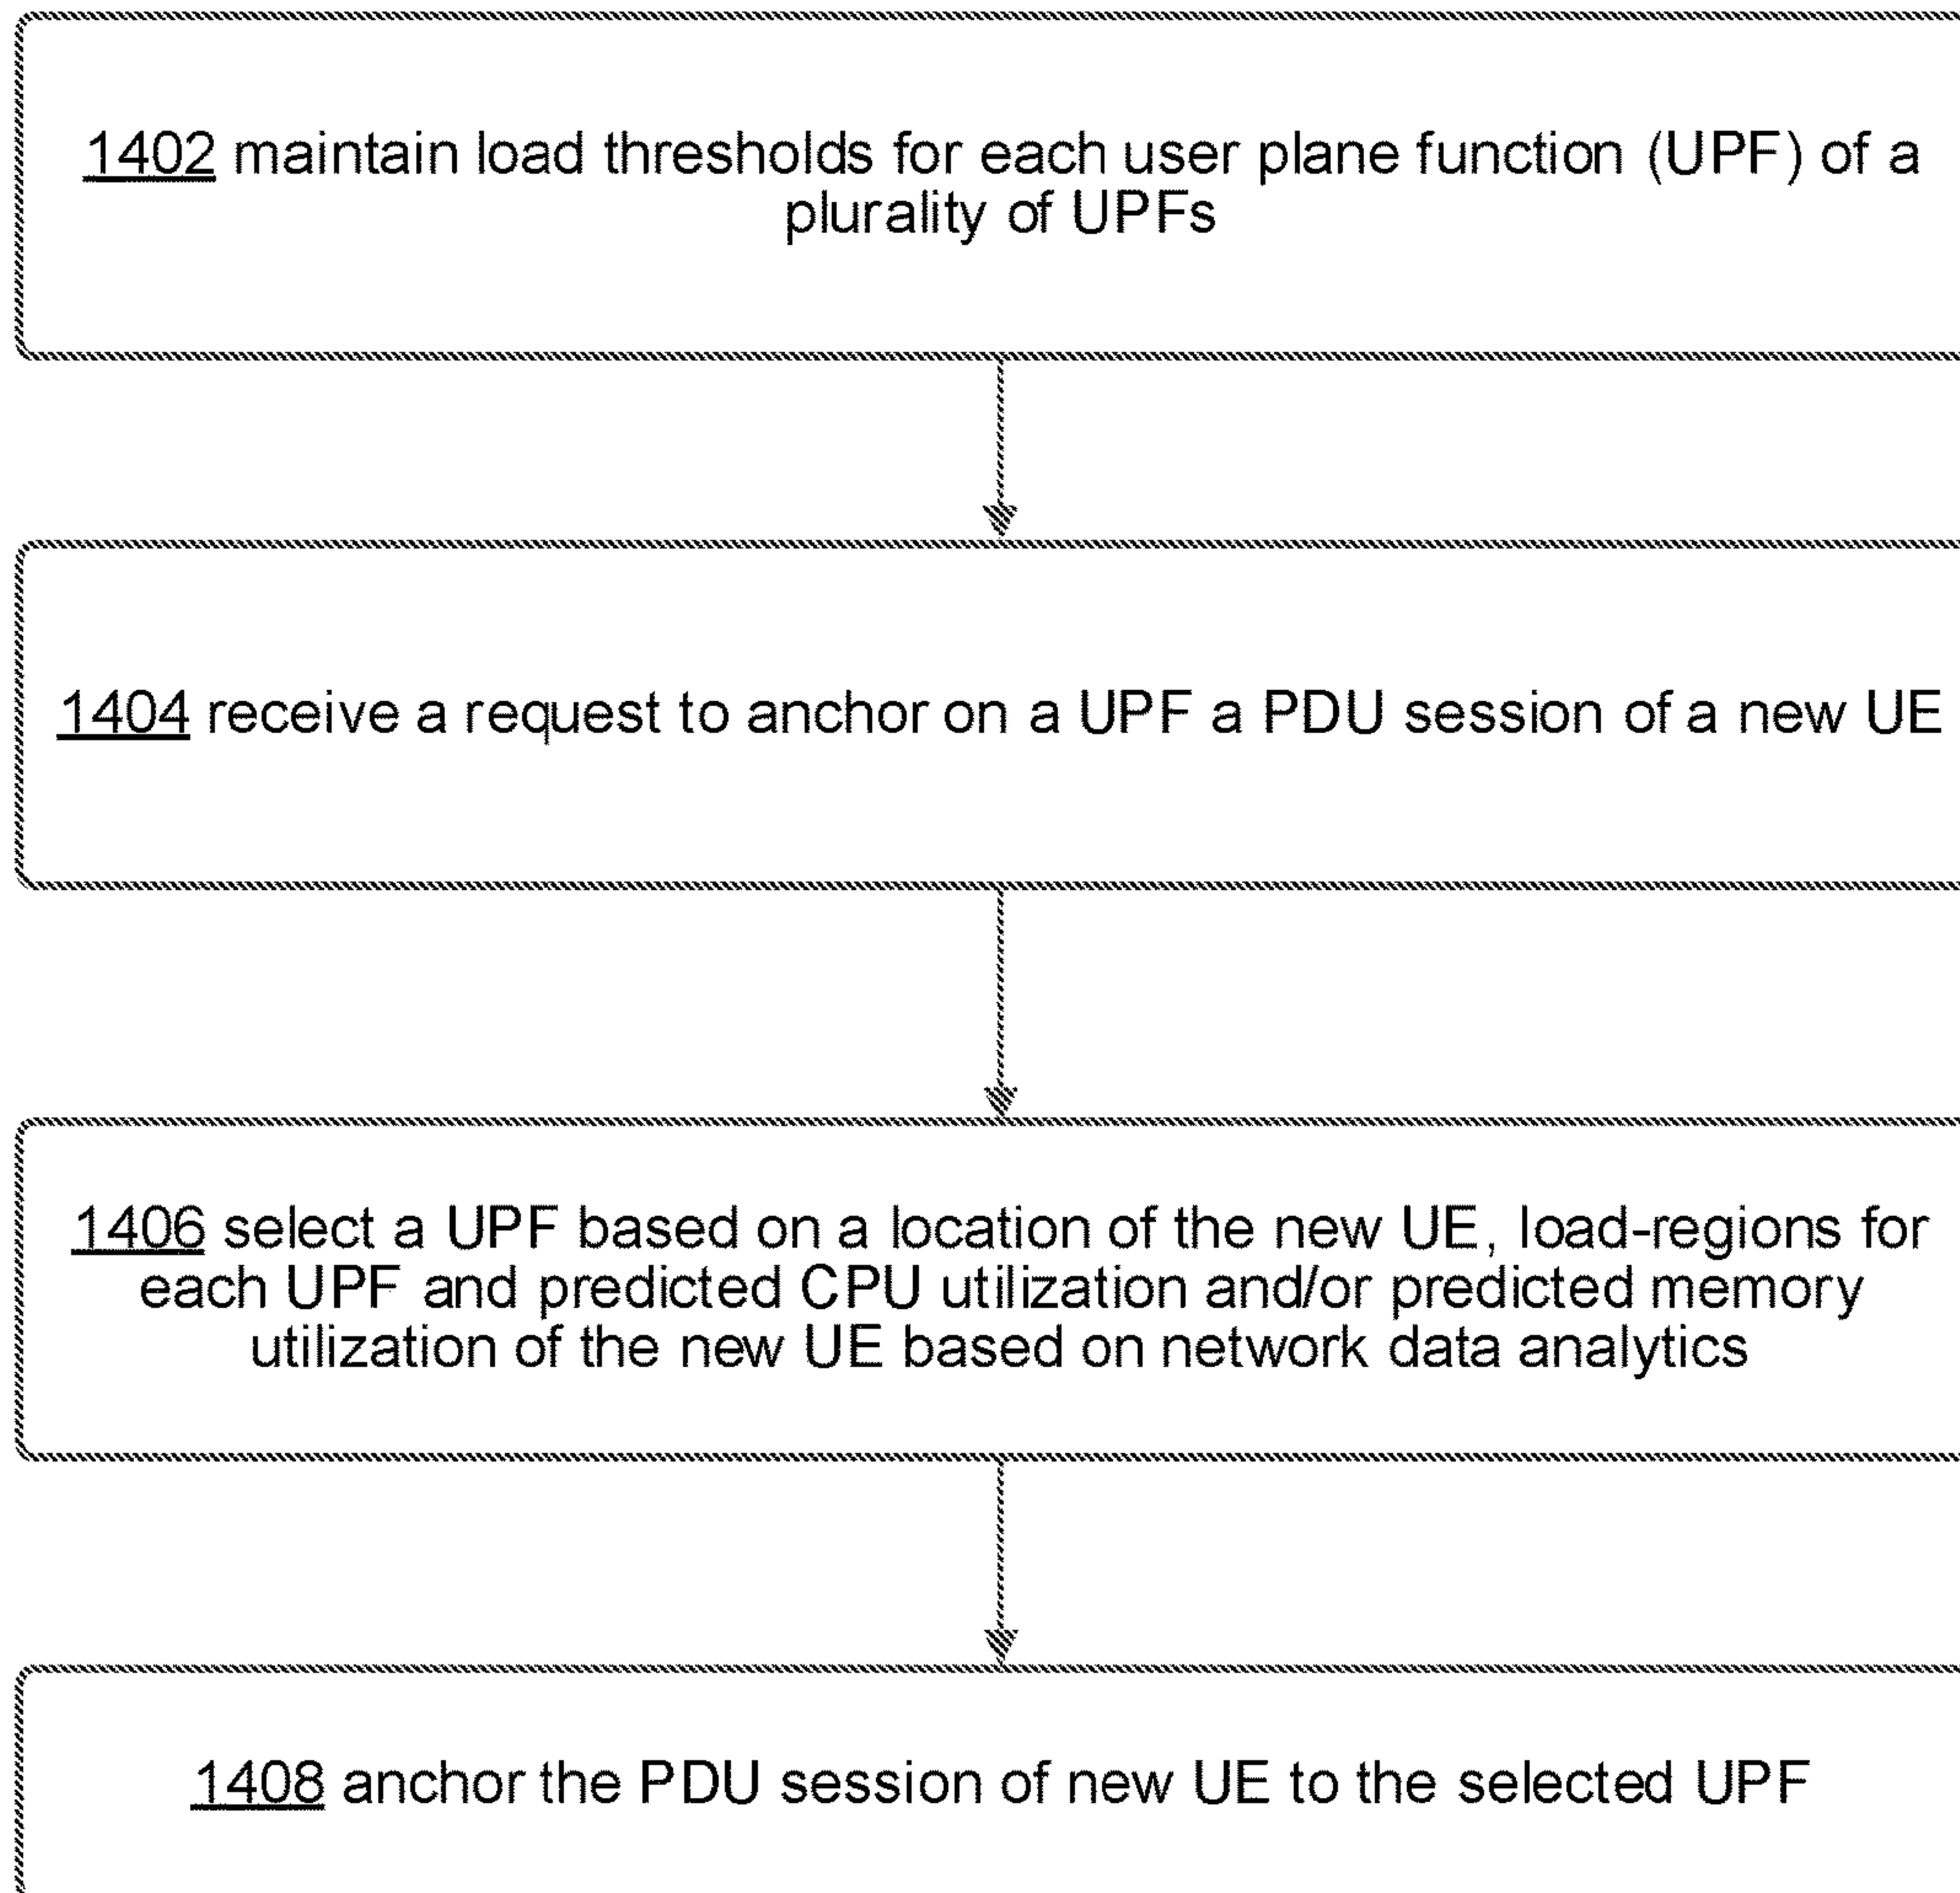 1402 maintain load thresholds for each user plane function (UPF) of a
plurality of UPFs
1404 receive a request to anchor on a UPF a PDU session of a new UE
1406 select a UPF based on a location of the new UE, load-regions for
each UPF and predicted CPU utilization and/or predicted memory
utilization of the new UE based on network data analytics
1408 anchor the PDU session of new UE to the selected UPF